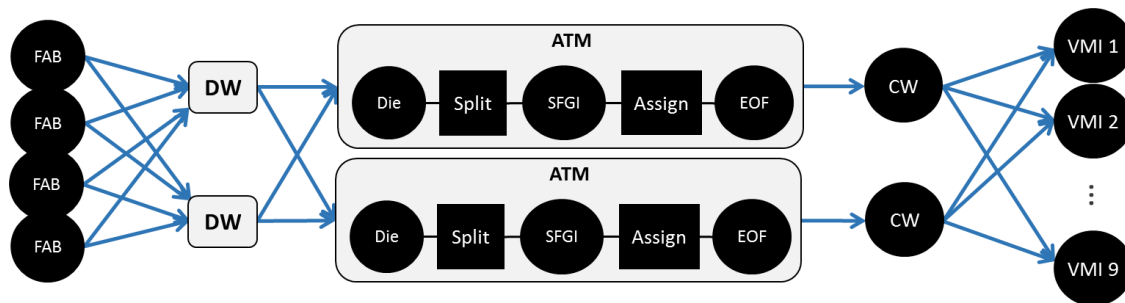 FAB
FAB
FAB
FAB
DW
DW
ATM
Die Split SFGI Assign EOF
ATM
Die Split SFGI Assign EOF
CW
CW
VMI 1
VMI 2
⋮
VMI 9